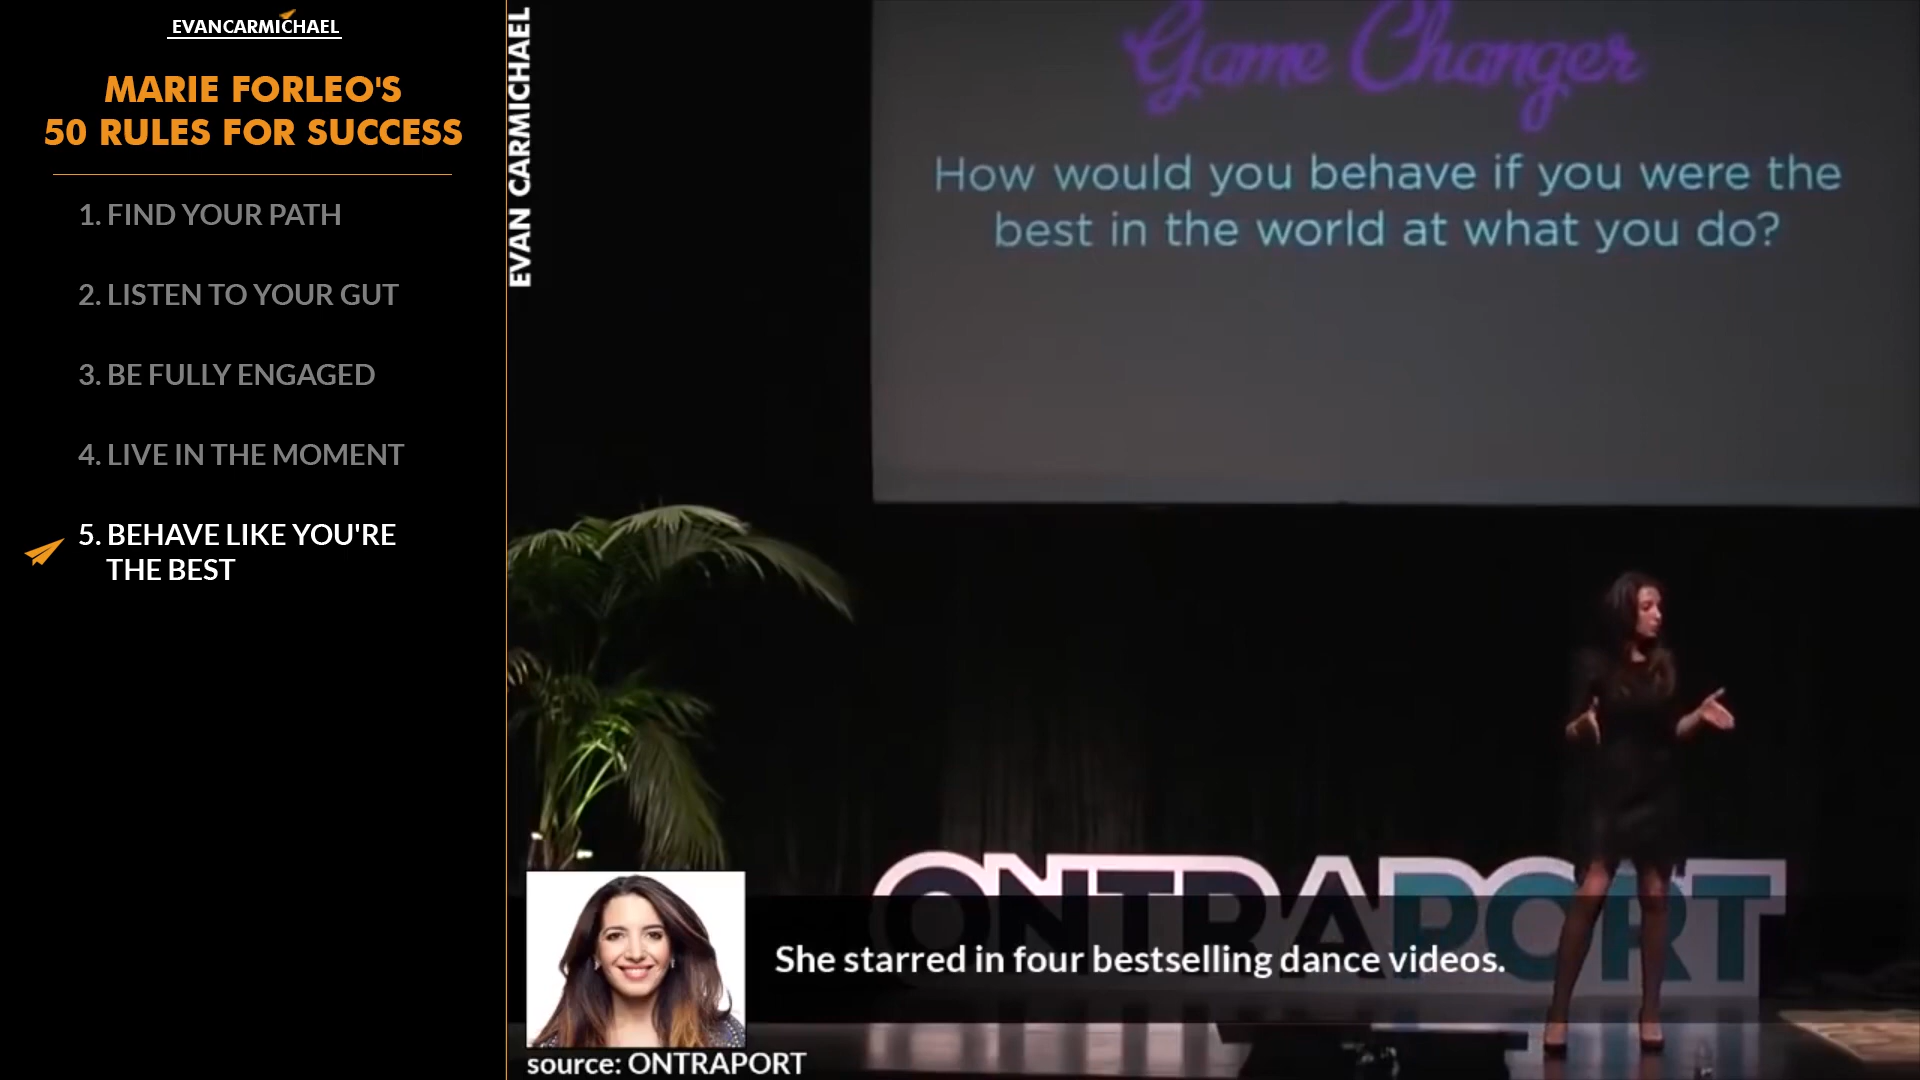 EVANCARMICHAEL
MARIE FORLEO'S
50 RULES FOR SUCCESS
1. FIND YOUR PATH
2. LISTEN TO YOUR GUT
3. BE FULLY ENGAGED
4. LIVE IN THE MOMENT
5. BEHAVE LIKE YOU'RE
THE BEST
EVAN CARMICHAEL
Game Changer
How would you behave if you were the
best in the world at what you do?
ONTRAPORT
She starred in four bestselling dance videos.
source: ONTRAPORT